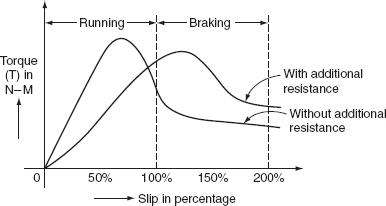 Running
Braking
Torque
(T) in
N–M
With additional
resistance
Without additional
resistance
0
50%
100%
150%
200%
Slip in percentage